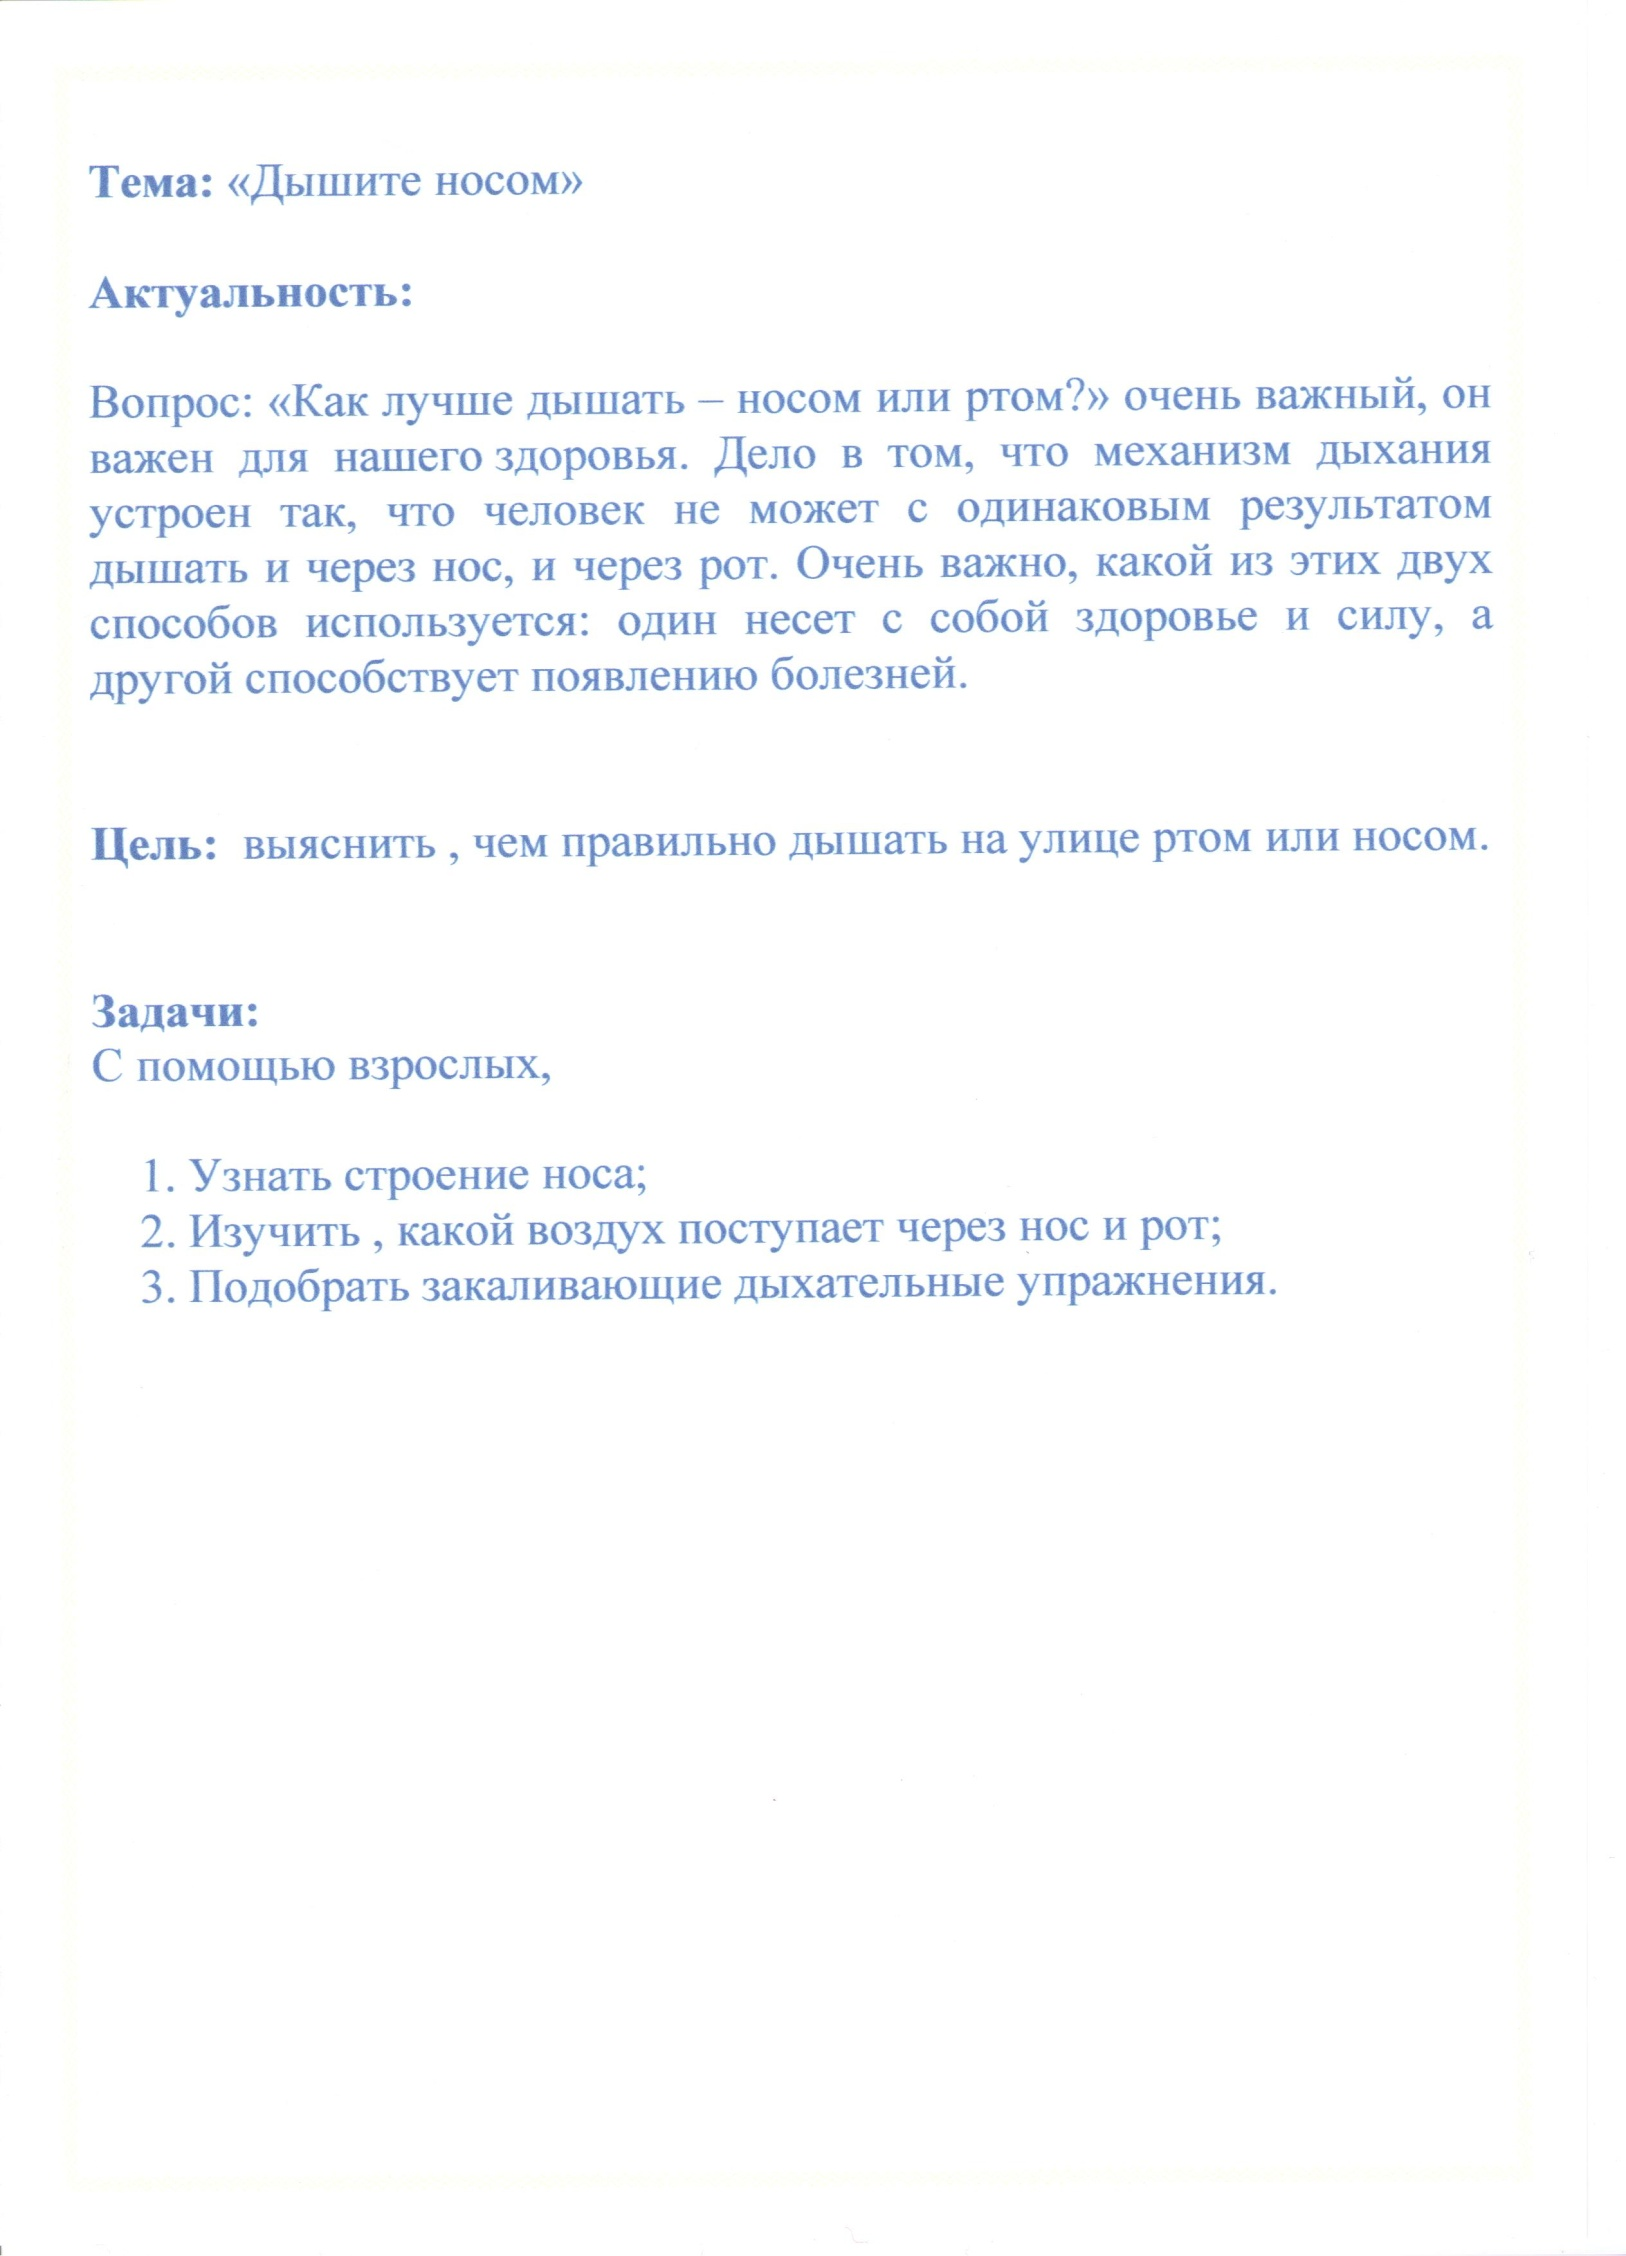 Тема: «Дышите носом»
Актуальность:
Вопрос: «Как лучше дышать – носом или ртом?» очень важный, он
важен для нашего здоровья. Дело в том, что механизм дыхания
устроен так, что человек не может с одинаковым результатом
дышать и через нос, и через рот. Очень важно, какой из этих двух
способов используется: один несет с собой здоровье и силу, а
другой способствует появлению болезней.
Цель:  выяснить , чем правильно дышать на улице ртом или носом.
Задачи:
С помощью взрослых,
1. Узнать строение носа;
2. Изучить , какой воздух поступает через нос и рот;
3. Подобрать закаливающие дыхательные упражнения.